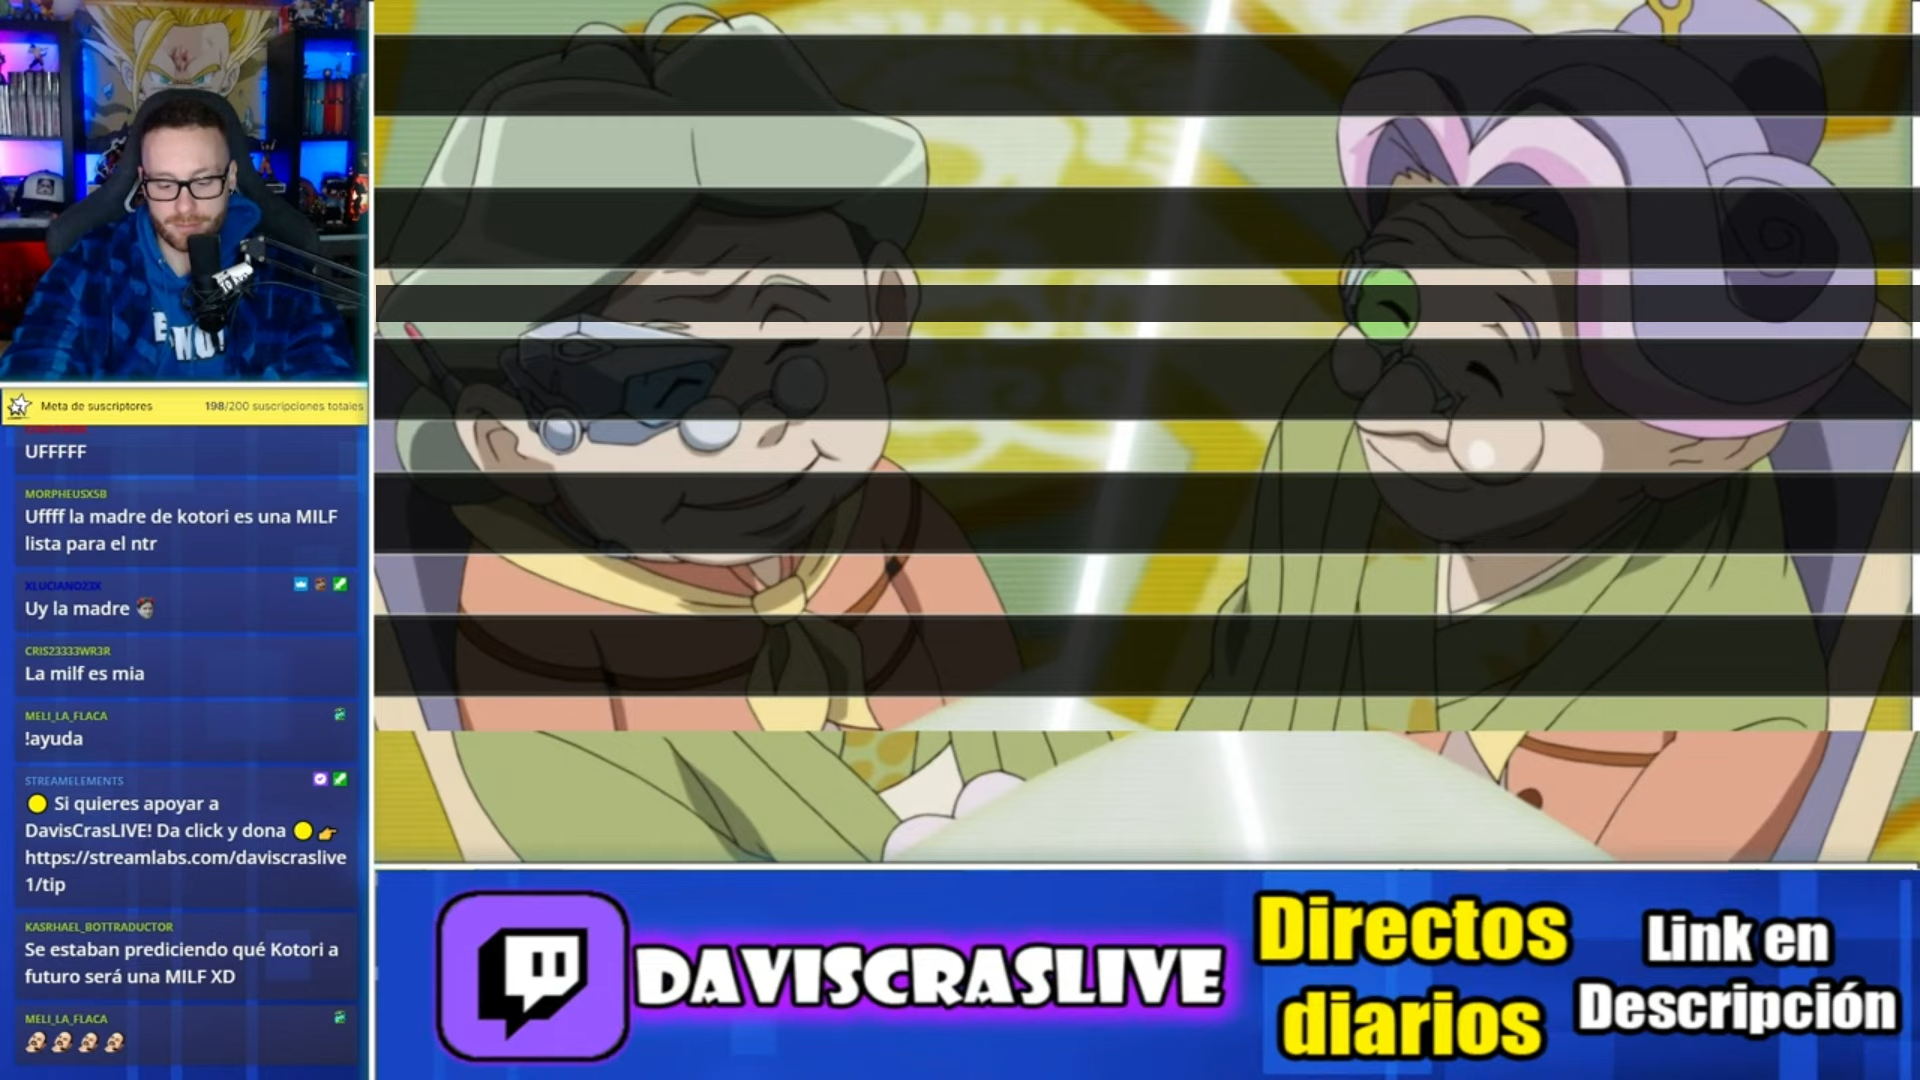 Meta de suscriptores 198/200 suscripciones totales
UFFFFF
MORPHEUSX5B
Uffff la madre de kotori es una MILF
lista para el ntr
XLUCIANO23X
Uy la madre
CRIS23333WR3R
La milf es mia
MELI_LA_FLACA
!ayuda
STREAMELEMENTS
Si quieres apoyar a
DavisCrasLIVE! Da click y dona
https://streamlabs.com/daviscraslive
1/tip
KASRHAEL_BOTTRADUCTOR
Se estaban prediciendo qué Kotori a
futuro será una MILF XD
MELI_LA_FLACA
DAVISCRASLIVE
Directos
diarios
Link en
Descripción